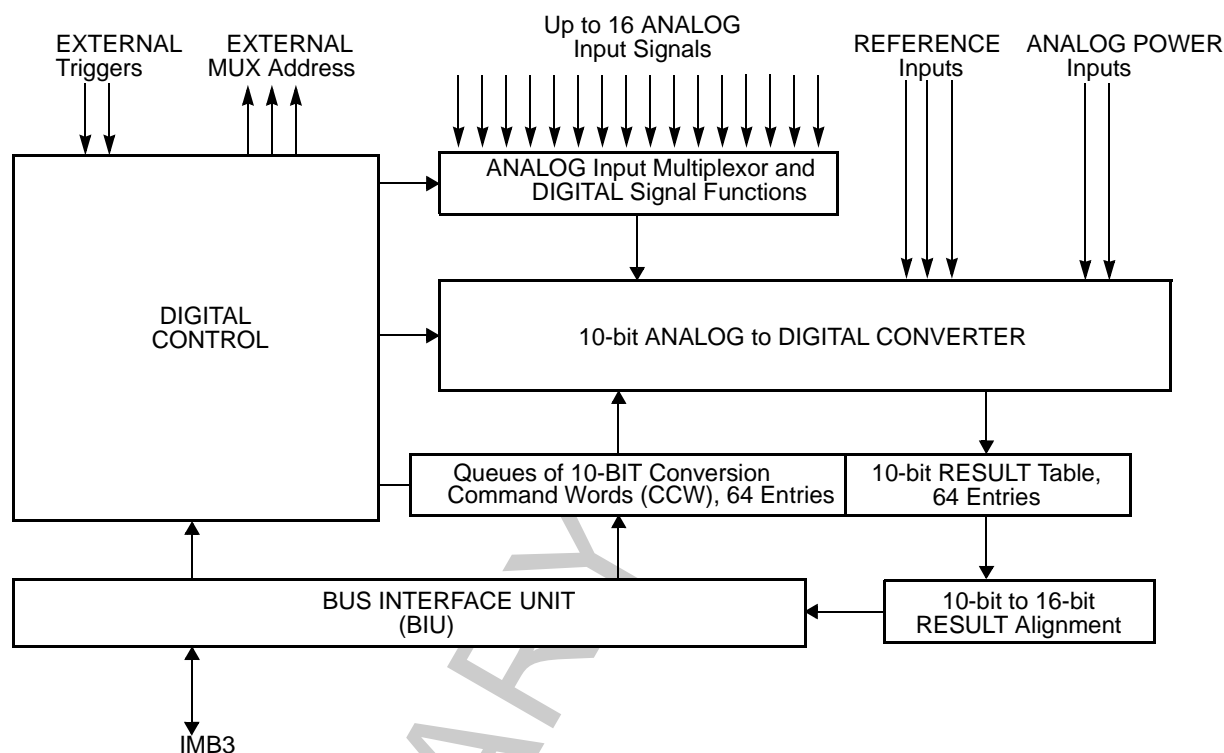 EXTERNAL
Triggers
EXTERNAL
MUX Address
Up to 16 ANALOG
Input Signals
REFERENCE
Inputs
ANALOG POWER
Inputs
ANALOG Input Multiplexor and
DIGITAL Signal Functions
DIGITAL
CONTROL
10-bit ANALOG to DIGITAL CONVERTER
Queues of 10-BIT Conversion
Command Words (CCW), 64 Entries
10-bit RESULT Table,
64 Entries
BUS INTERFACE UNIT
(BIU)
10-bit to 16-bit
RESULT Alignment
IMB3
ARY